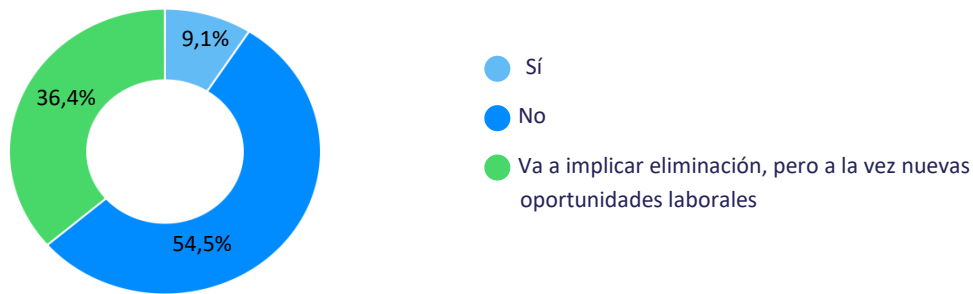 9,1%
Sí
36,4%
No
Va a implicar eliminación, pero a la vez nuevas
oportunidades laborales
54,5%